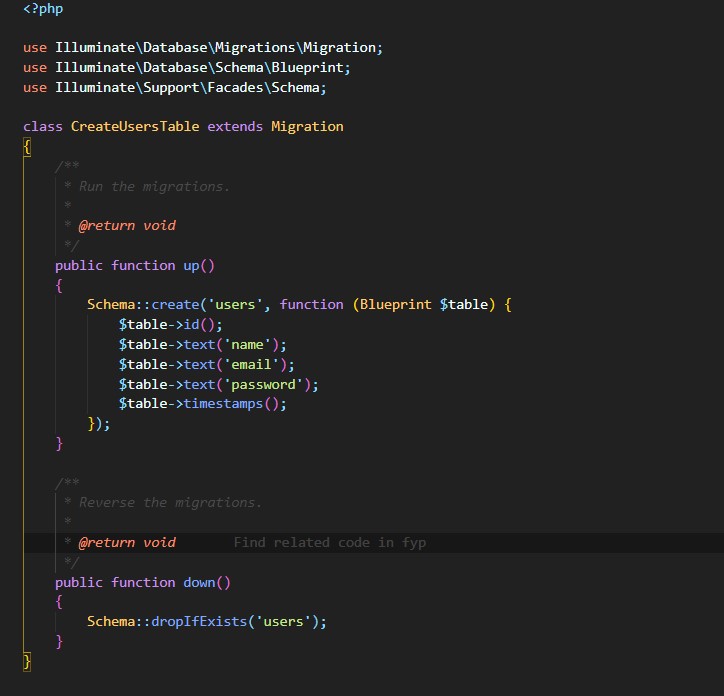 <?php
use Illuminate\Database\Migrations\Migration;
use Illuminate\Database\Schema\Blueprint;
use Illuminate\Support\Facades\Schema;
class CreateUsersTable extends Migration
{
/**
* Run the migrations.
*
* @return void
*/
public function up()
{
Schema::create('users', function (Blueprint $table) {
$table->id();
$table->text('name');
$table->text('email');
$table->text('password');
$table->timestamps();
});
}
/**
* Reverse the migrations.
*
* @return void Find related code in fyp
*/
public function down()
{
Schema::dropIfExists('users');
}
}